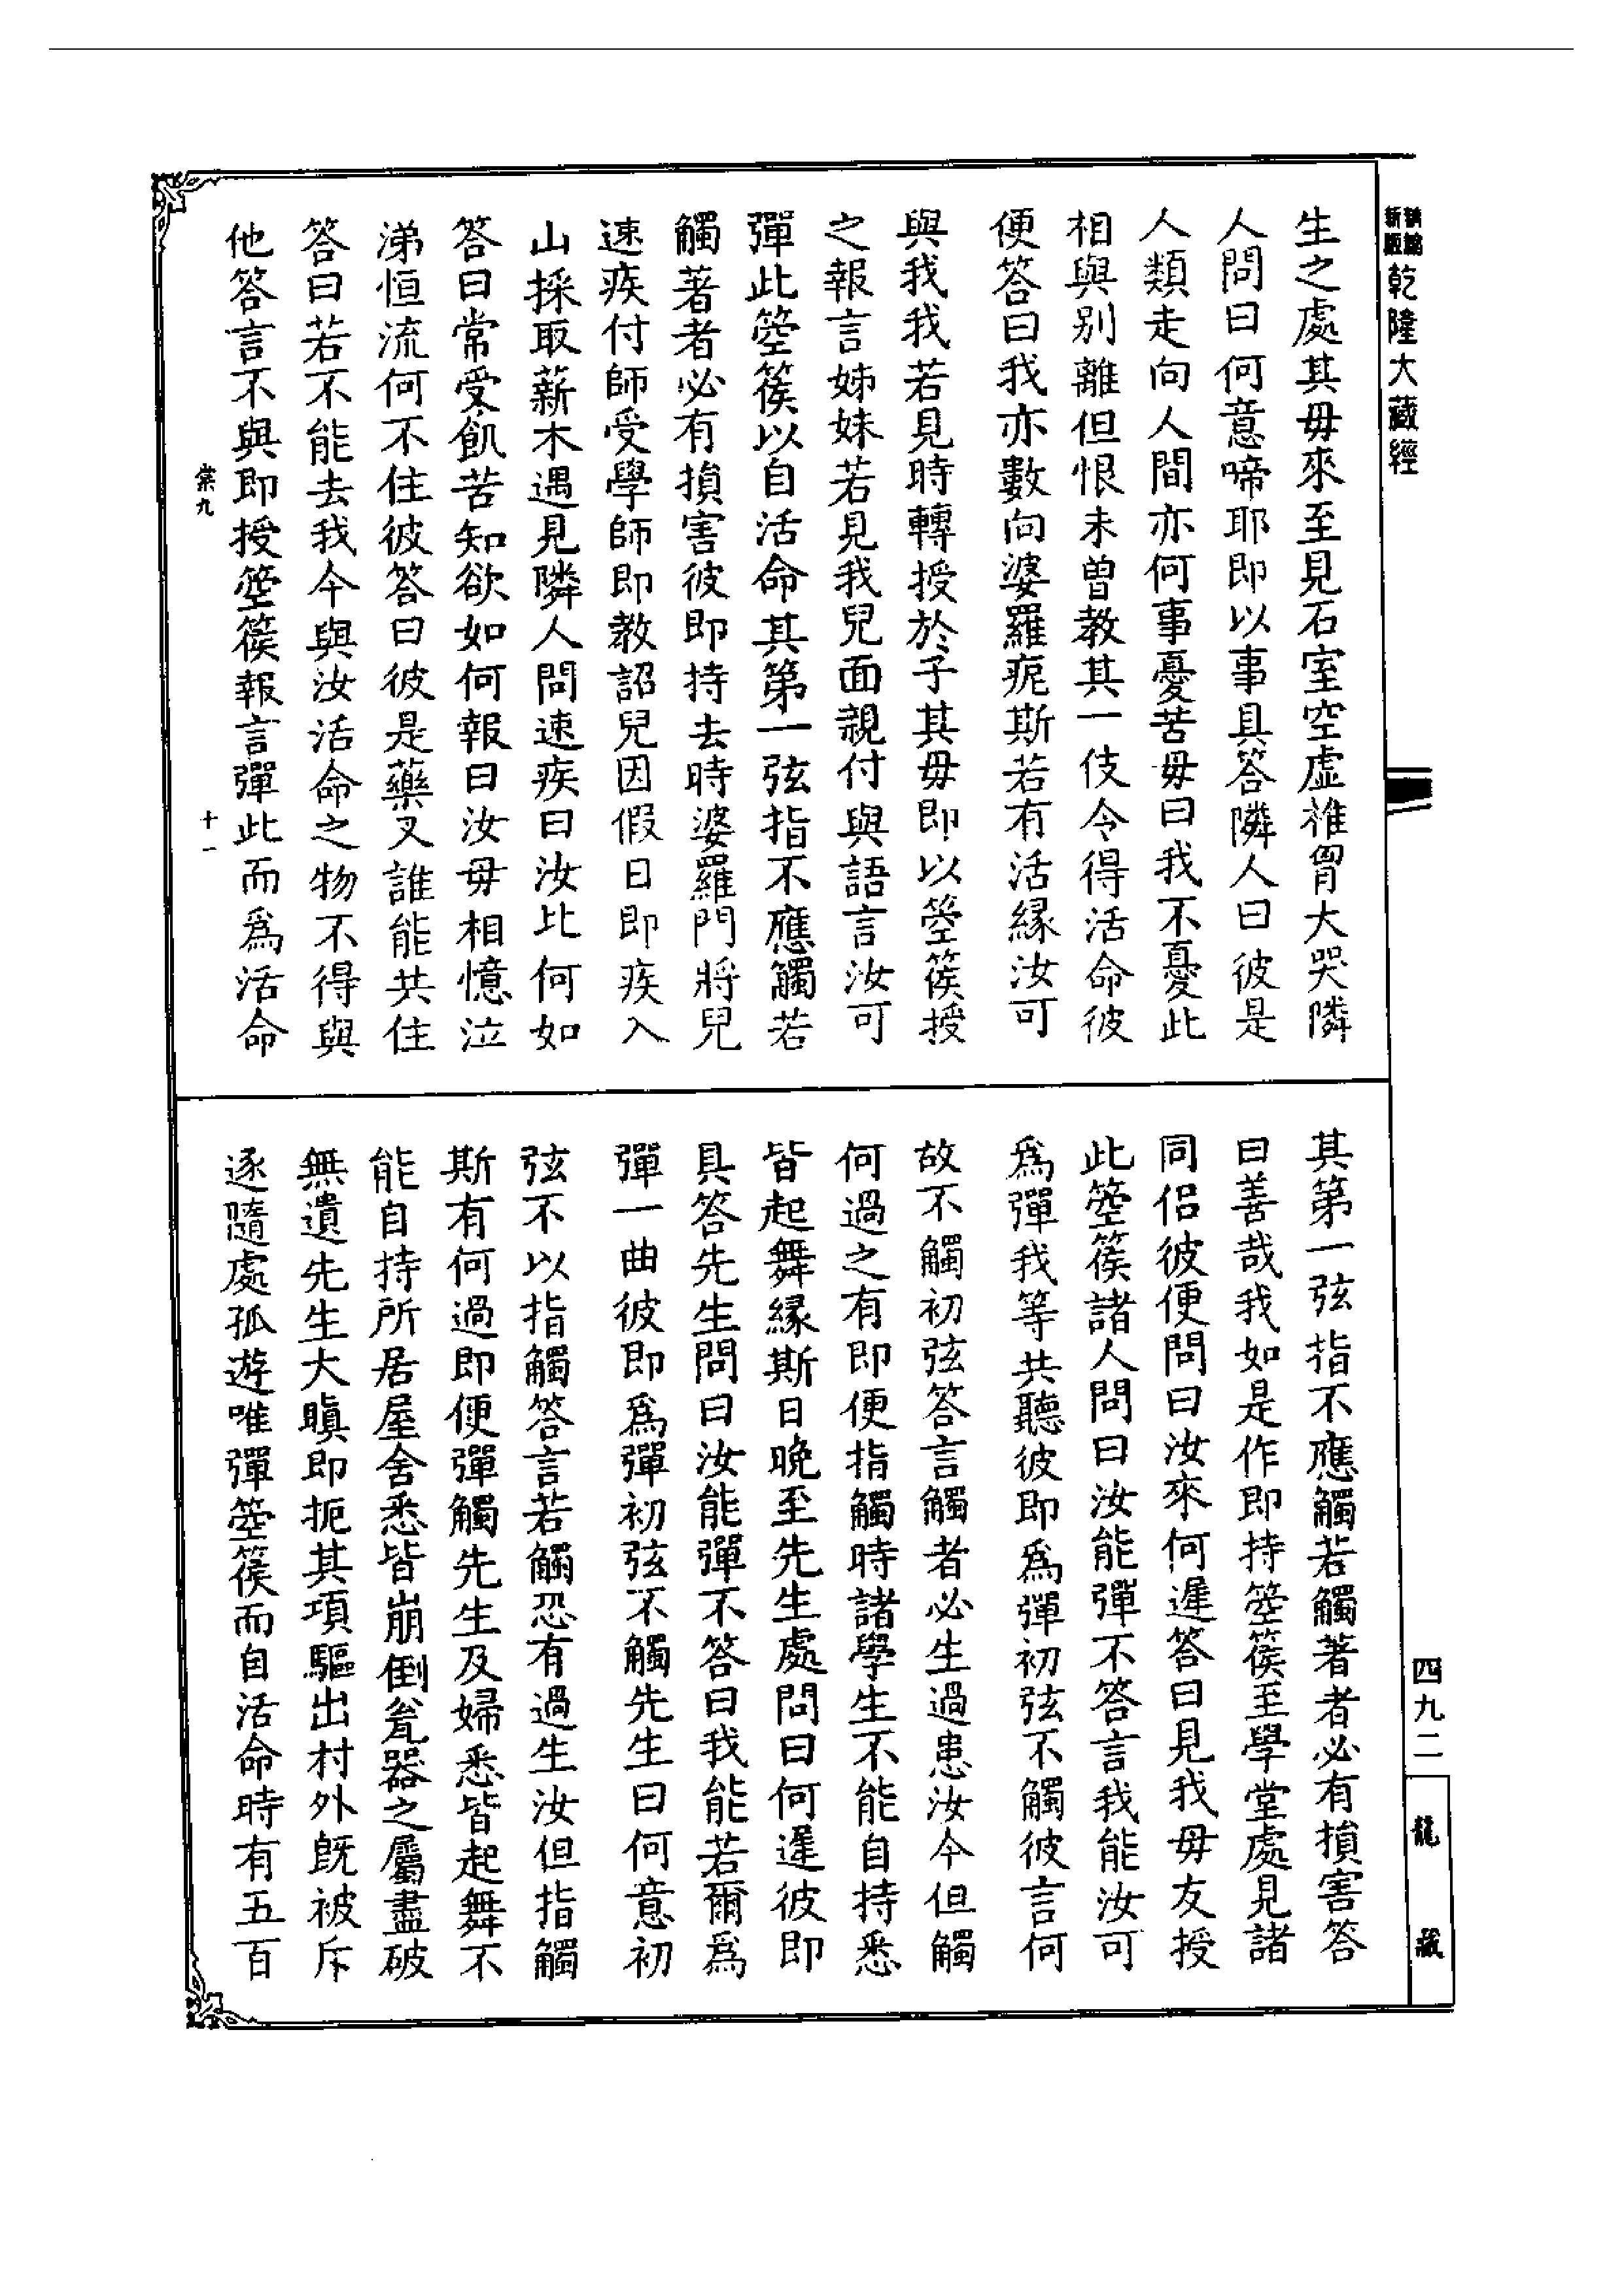 新編
縮版
乾隆大藏經
四九二
龍藏
生之處其毋來至見石室空虛椎胷大哭隣
人問曰何意啼耶即以事具答隣人曰彼是
人類走向人間亦何事憂苦毋曰我不憂此
相與別離但恨未曾教其一伎令得活命彼
便答曰我亦數向婆羅痆斯若有活緣汝可
與我我若見時轉授於子其毋即以箜篌授
之報言姊妹若見我兒面親付與語言汝可
彈此箜篌以自活命其第一弦指不應觸若
觸著者必有損害彼即持去時婆羅門將兒
速疾付師受學師即教詔兒因假日即疾入
山採取薪木遇見隣人問速疾曰汝比何如
答曰常受飢苦知欲如何報曰汝毋相憶泣
涕恒流何不住彼答曰彼是藥叉誰能共住
答曰若不能去我今與汝活命之物不得與
他答言不與即授箜篌報言彈此而爲活命
崇九
十一
其第一弦指不應觸若觸著者必有損害答
曰善哉我如是作即持箜篌至學堂處見諸
同侶彼便問曰汝來何遲答曰見我毋友授
此箜篌諸人問曰汝能彈不答言我能汝可
爲彈我等共聽彼即爲彈初弦不觸彼言何
故不觸初弦答言觸者必生過患汝今但觸
何過之有即便指觸時諸學生不能自持悉
皆起舞緣斯日晚至先生處問曰何遲彼即
具答先生問曰汝能彈不答曰我能若爾爲
彈一曲彼即爲彈初弦不觸先生曰何意初
弦不以指觸答言若觸恐有過生汝但指觸
斯有何過即便彈觸先生及婦悉皆起舞不
能自持所居屋舍悉皆崩倒瓮器之屬盡破
無遺先生大瞋即扼其項驅出村外既被斥
逐隨處孤遊唯彈箜篌而自活命時有五百